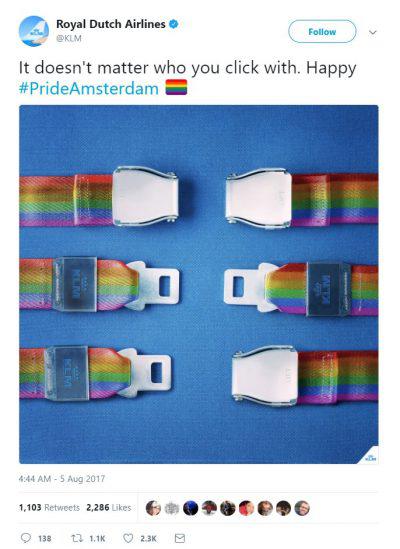 Royal Dutch Airlines
@KLM
Follow
It doesn't matter who you click with. Happy
#PrideAmsterdam
KLM
KLM
KLM
KLM
4:44 AM - 5 Aug 2017
1,103 Retweets 2,286 Likes
138 1.1K 2.3K